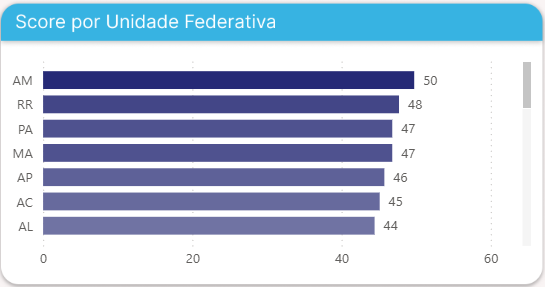 Score por Unidade Federativa
AM 50
RR 48
PA 47
MA 47
AP 46
AC 45
AL 44
0 20 40 60